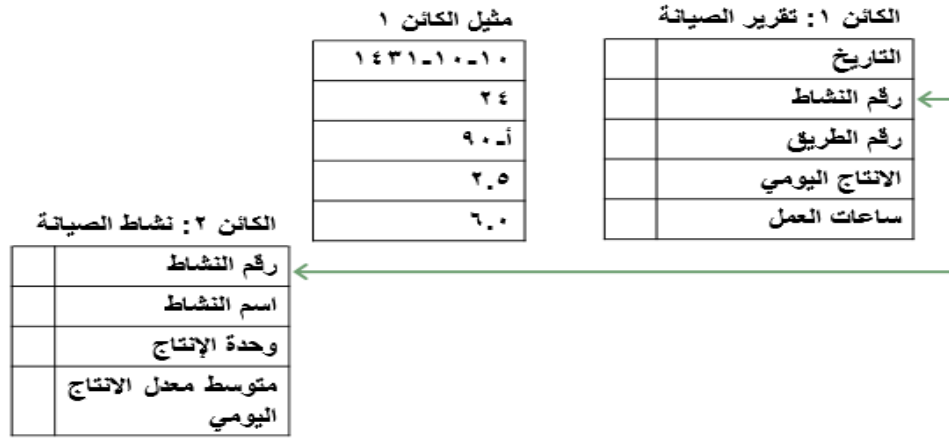 الكائن ١: تقرير الصيانة
التاريخ
رقم النشاط
رقم الطريق
الانتاج اليومي
ساعات العمل
مثيل الكائن ١
١٠-١٠-١٤٣١
٢٤
أ-٩٠
٢.٥
٦.٠
الكائن ٢: نشاط الصيانة
رقم النشاط
اسم النشاط
وحدة الإنتاج
متوسط معدل الانتاج
اليومي